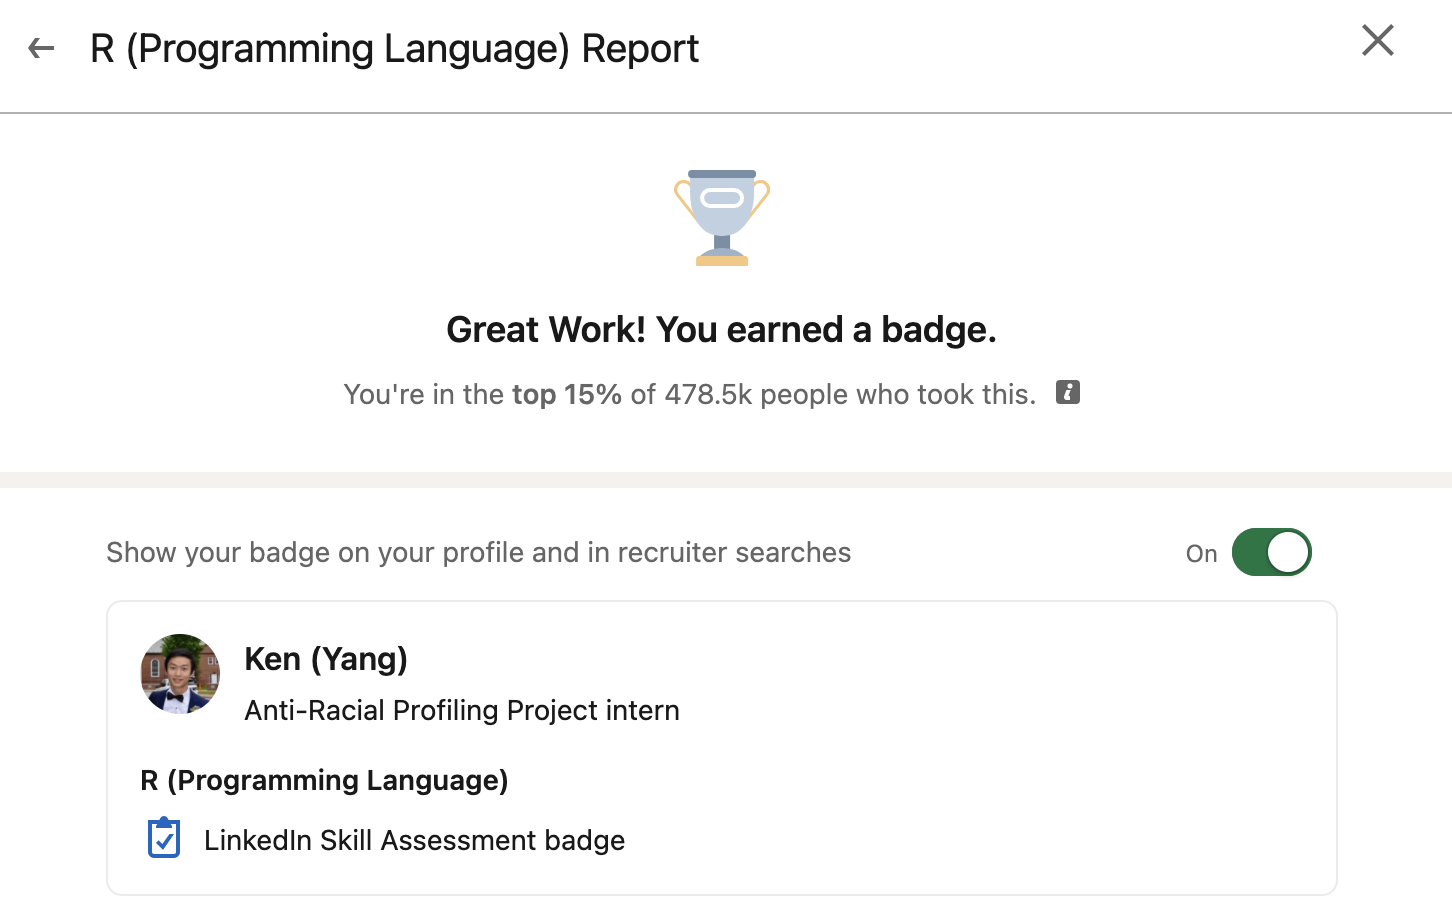 R (Programming Language) Report
Great Work! You earned a badge.
You're in the top 15% of 478.5k people who took this.
Show your badge on your profile and in recruiter searches
On
Ken (Yang)
Anti-Racial Profiling Project intern
R (Programming Language)
LinkedIn Skill Assessment badge